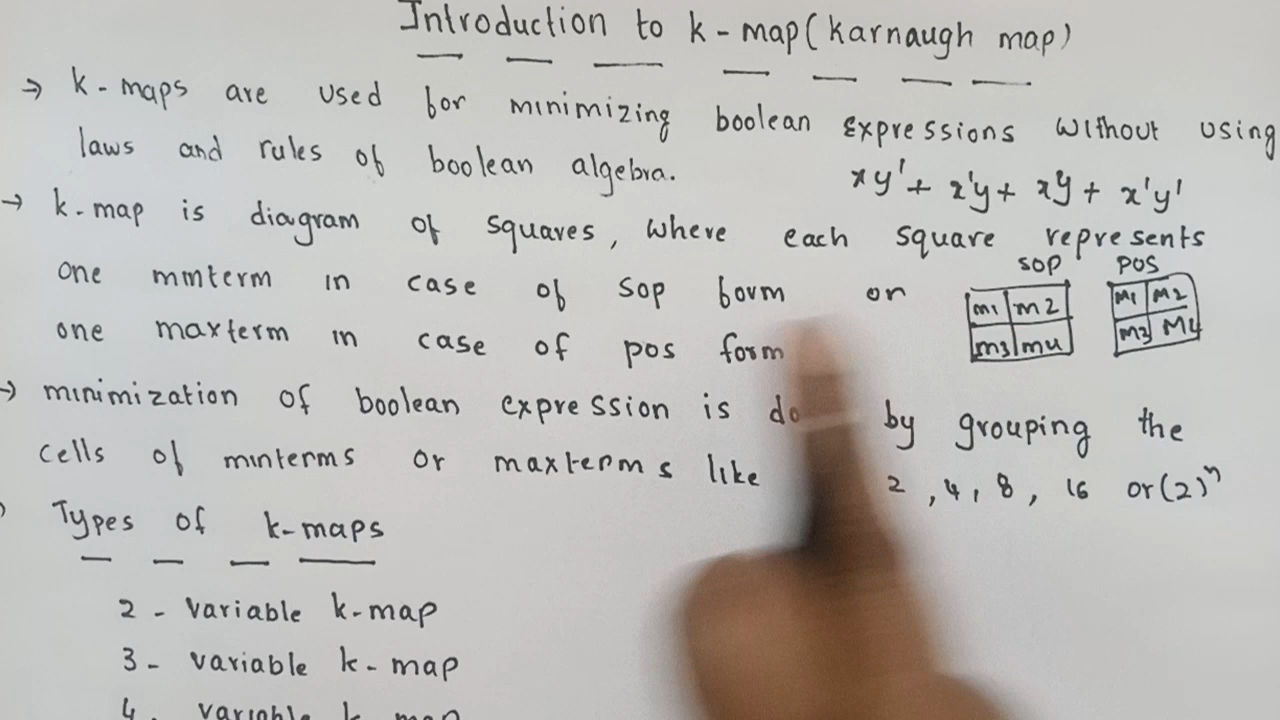 Introduction to k-map (karnaugh map)
→ k-maps are used for minimizing boolean expressions without using
laws and rules of boolean algebra.
xy' + x'y + xy + x'y'
→ k-map is diagram of squares, where each square represents
one minterm in case of sop form or
SOP POS
m1 m2 M1 M2
m3 m4 M3 M4
one maxterm in case of pos form
→ minimization of boolean expression is by grouping the
cells of minterms or maxterms like 2, 4, 8, 16 or (2)ⁿ
Types of k-maps
2 - variable k-map
3 - variable k-map
4 variable k-map